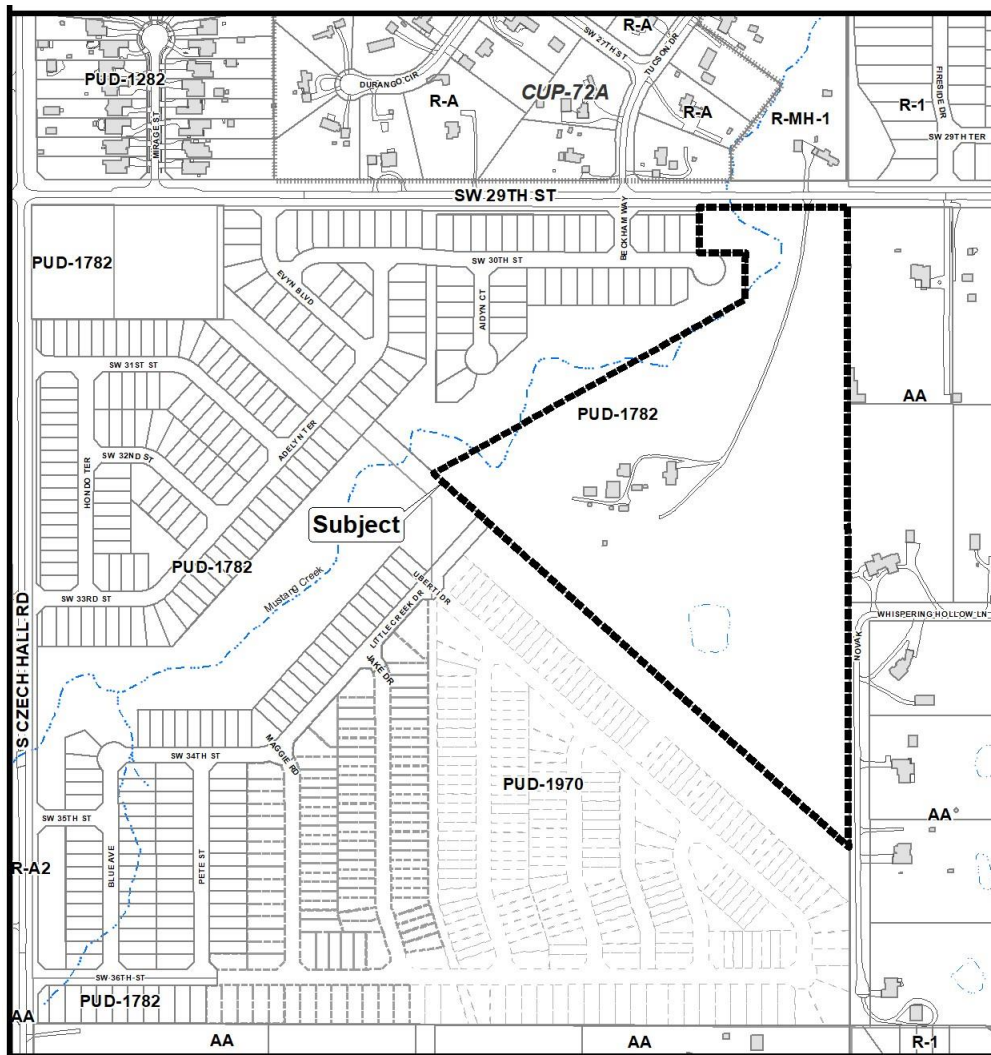 R-A
PUD-1282
MIRAGE ST
DURANGO CIR
R-A
SW 27TH ST
TUCSON DR
CUP-72A
R-A
R-MH-1
R-1
FIRESIDE DR
SW 29TH TER
SW 29TH ST
BECKHAM WAY
PUD-1782
EVYN BLVD
SW 30TH ST
AIDYN CT
SW 31ST ST
ADELYN TER
HONDO TER
SW 32ND ST
PUD-1782
AA
Subject
PUD-1782
SW 33RD ST
Mustang Creek
UBERTI DR
LITTLE CREEK DR
JAKE DR
WHISPERING HOLLOW LN
NOVAK
S CZECH HALL RD
MAGGIE RD
SW 34TH ST
PUD-1970
SW 35TH ST
BLUE AVE
PETE ST
AA
R-A2
SW 36TH ST
PUD-1782
AA
AA
AA
R-1